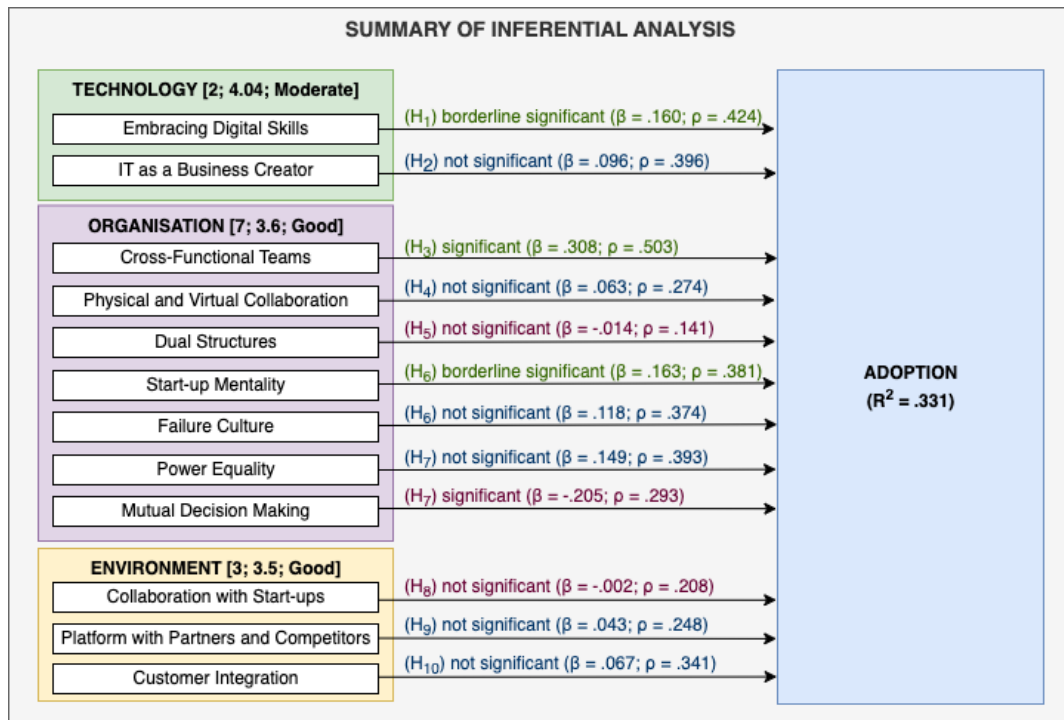 SUMMARY OF INFERENTIAL ANALYSIS
TECHNOLOGY [2; 4.04; Moderate]
Embracing Digital Skills
(H₁) borderline significant (β = .160; ρ = .424)
IT as a Business Creator
(H₂) not significant (β = .096; ρ = .396)
ORGANISATION [7; 3.6; Good]
Cross-Functional Teams
(H₃) significant (β = .308; ρ = .503)
Physical and Virtual Collaboration
(H₄) not significant (β = .063; ρ = .274)
Dual Structures
(H₅) not significant (β = -.014; ρ = .141)
Start-up Mentality
(H₆) borderline significant (β = .163; ρ = .381)
Failure Culture
(H₆) not significant (β = .118; ρ = .374)
Power Equality
(H₇) not significant (β = .149; ρ = .393)
Mutual Decision Making
(H₇) significant (β = -.205; ρ = .293)
ENVIRONMENT [3; 3.5; Good]
Collaboration with Start-ups
(H₈) not significant (β = -.002; ρ = .208)
Platform with Partners and Competitors
(H₉) not significant (β = .043; ρ = .248)
Customer Integration
(H₁₀) not significant (β = .067; ρ = .341)
ADOPTION
(R² = .331)